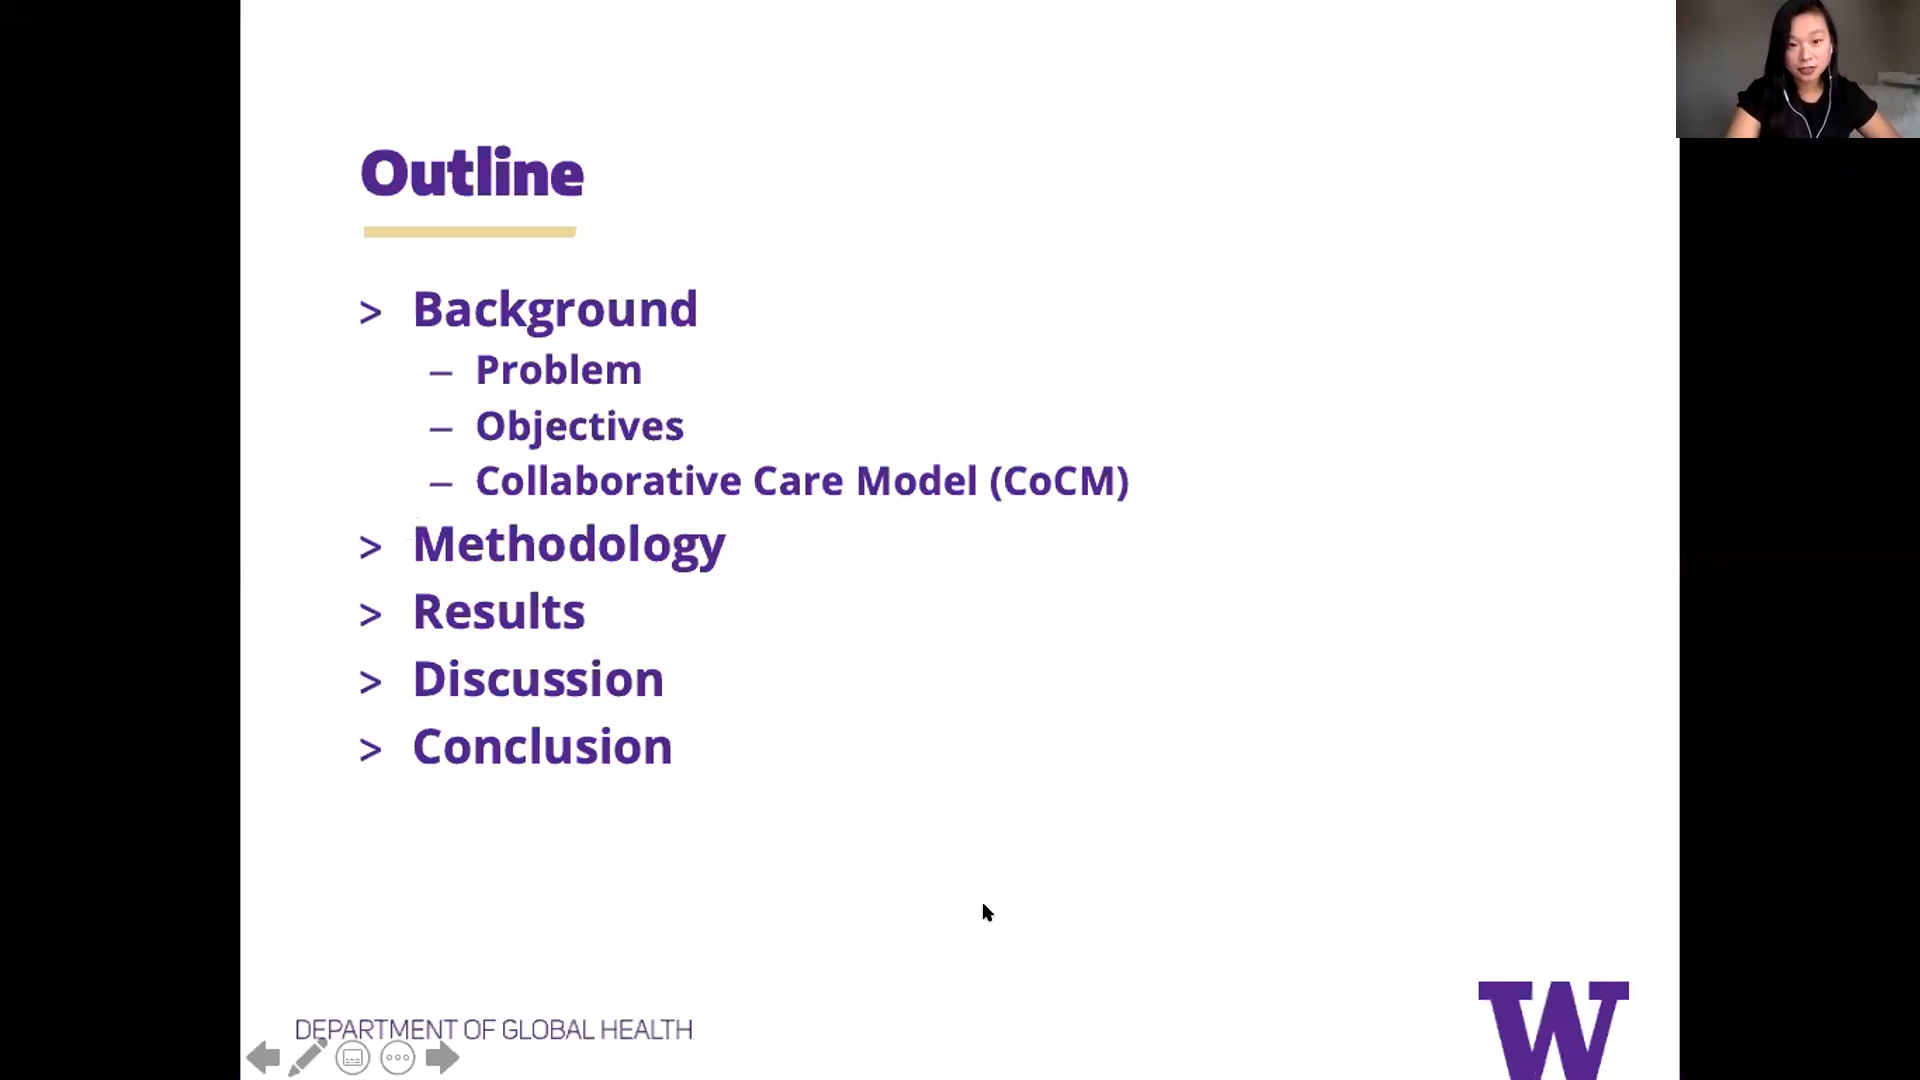 Outline
> Background
– Problem
– Objectives
– Collaborative Care Model (CoCM)
> Methodology
> Results
> Discussion
> Conclusion
DEPARTMENT OF GLOBAL HEALTH
W